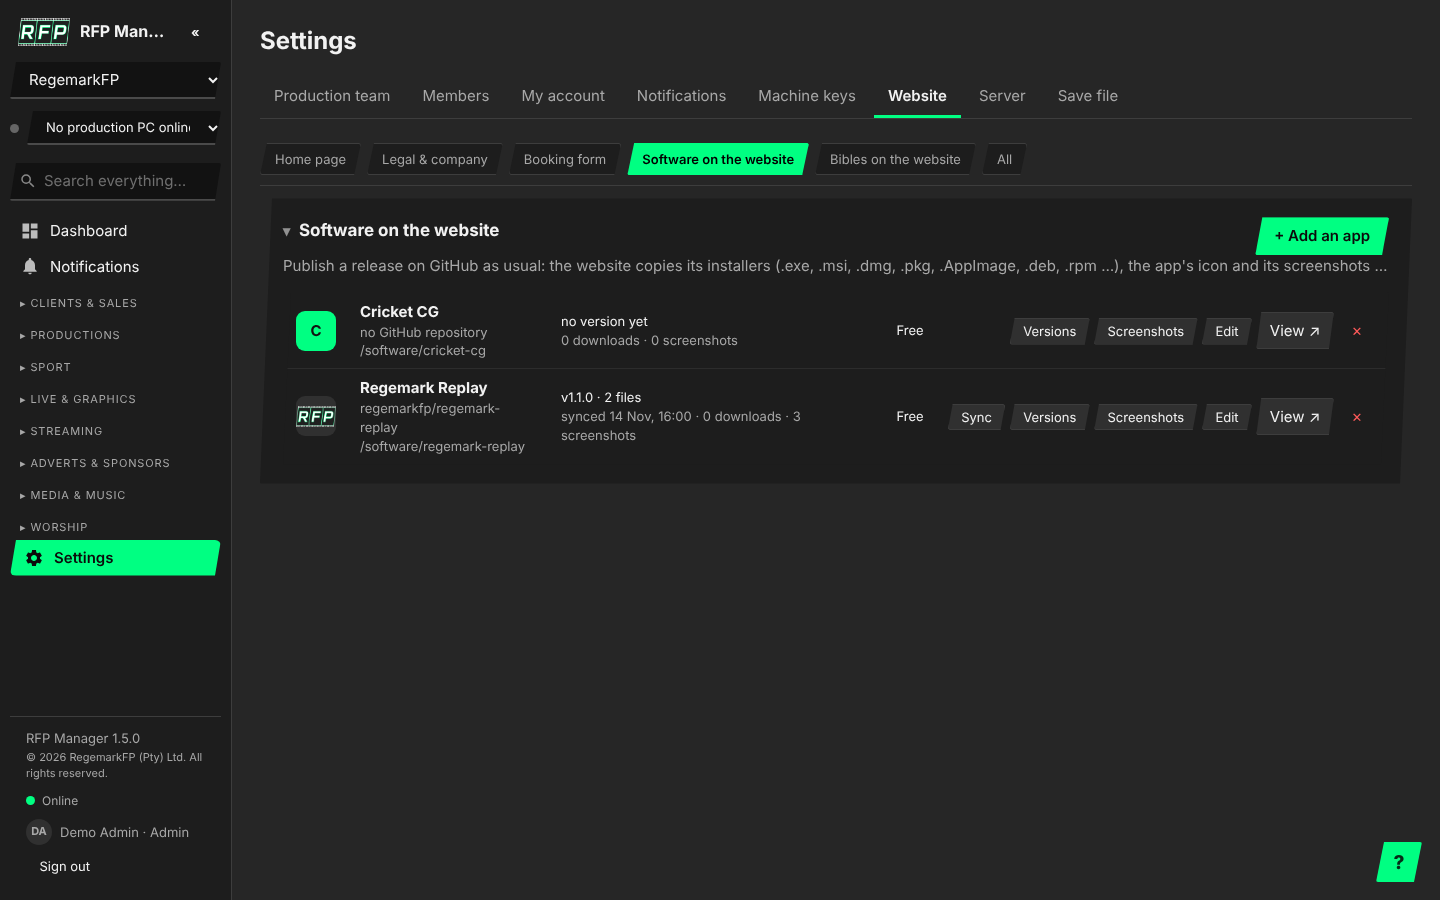 RFP
RFP Man...
«
RegemarkFP
No production PC onlin
Search everything...
Dashboard
Notifications
▸ CLIENTS & SALES
▸ PRODUCTIONS
▸ SPORT
▸ LIVE & GRAPHICS
▸ STREAMING
▸ ADVERTS & SPONSORS
▸ MEDIA & MUSIC
▸ WORSHIP
Settings
RFP Manager 1.5.0
© 2026 RegemarkFP (Pty) Ltd. All
rights reserved.
Online
DA Demo Admin · Admin
Sign out
Settings
Production team Members My account Notifications Machine keys Website Server Save file
Home page Legal & company Booking form Software on the website Bibles on the website All
▾ Software on the website
+ Add an app
Publish a release on GitHub as usual: the website copies its installers (.exe, .msi, .dmg, .pkg, .AppImage, .deb, .rpm ...), the app's icon and its screenshots ...
C
Cricket CG
no GitHub repository
/software/cricket-cg
no version yet
0 downloads · 0 screenshots
Free
Versions Screenshots Edit View ↗ ×
RFP
Regemark Replay
regemarkfp/regemark-
replay
/software/regemark-replay
v1.1.0 · 2 files
synced 14 Nov, 16:00 · 0 downloads · 3
screenshots
Free
Sync Versions Screenshots Edit View ↗ ×
?